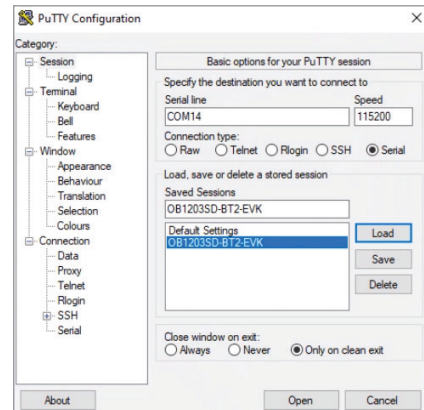 PuTTY Configuration
Category:
Session
Logging
Terminal
Keyboard
Bell
Features
Window
Appearance
Behaviour
Translation
Selection
Colours
Connection
Data
Proxy
Telnet
Rlogin
SSH
Serial
Basic options for your PuTTY session
Specify the destination you want to connect to
Serial line Speed
COM14 115200
Connection type:
Raw Telnet Rlogin SSH Serial
Load, save or delete a stored session
Saved Sessions
OB1203SD-BT2-EVK
Default Settings
OB1203SD-BT2-EVK
Load
Save
Delete
Close window on exit:
Always Never Only on clean exit
About Open Cancel